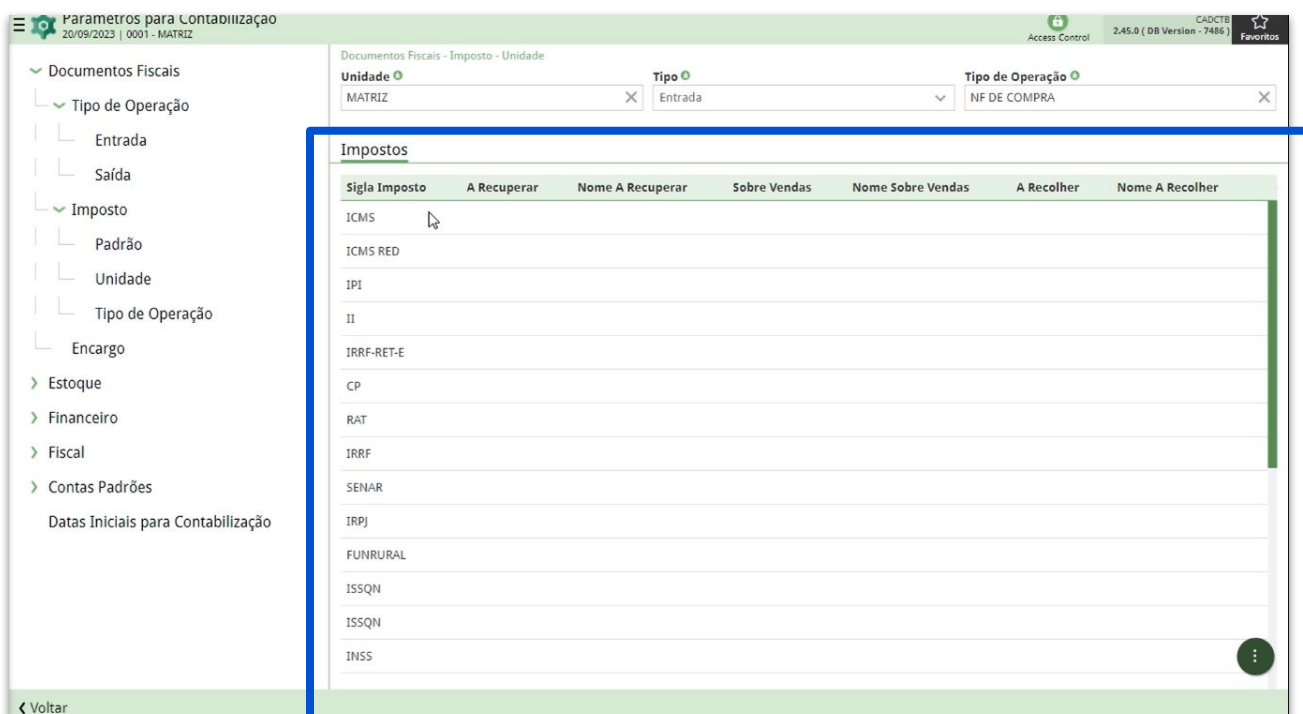 Parametros para Contabilização
20/09/2023 | 0001 - MATRIZ
Access Control
CADCTB
2.45.0 ( DB Version - 7486 )
Favoritos
Documentos Fiscais
Tipo de Operação
Entrada
Saída
Imposto
Padrão
Unidade
Tipo de Operação
Encargo
Estoque
Financeiro
Fiscal
Contas Padrões
Datas Iniciais para Contabilização
Documentos Fiscais - Imposto - Unidade
Unidade Tipo Tipo de Operação
MATRIZ Entrada NF DE COMPRA
Impostos
Sigla Imposto A Recuperar Nome A Recuperar Sobre Vendas Nome Sobre Vendas A Recolher Nome A Recolher
ICMS
ICMS RED
IPI
II
IRRF-RET-E
CP
RAT
IRRF
SENAR
IRPJ
FUNRURAL
ISSQN
ISSQN
INSS
Voltar